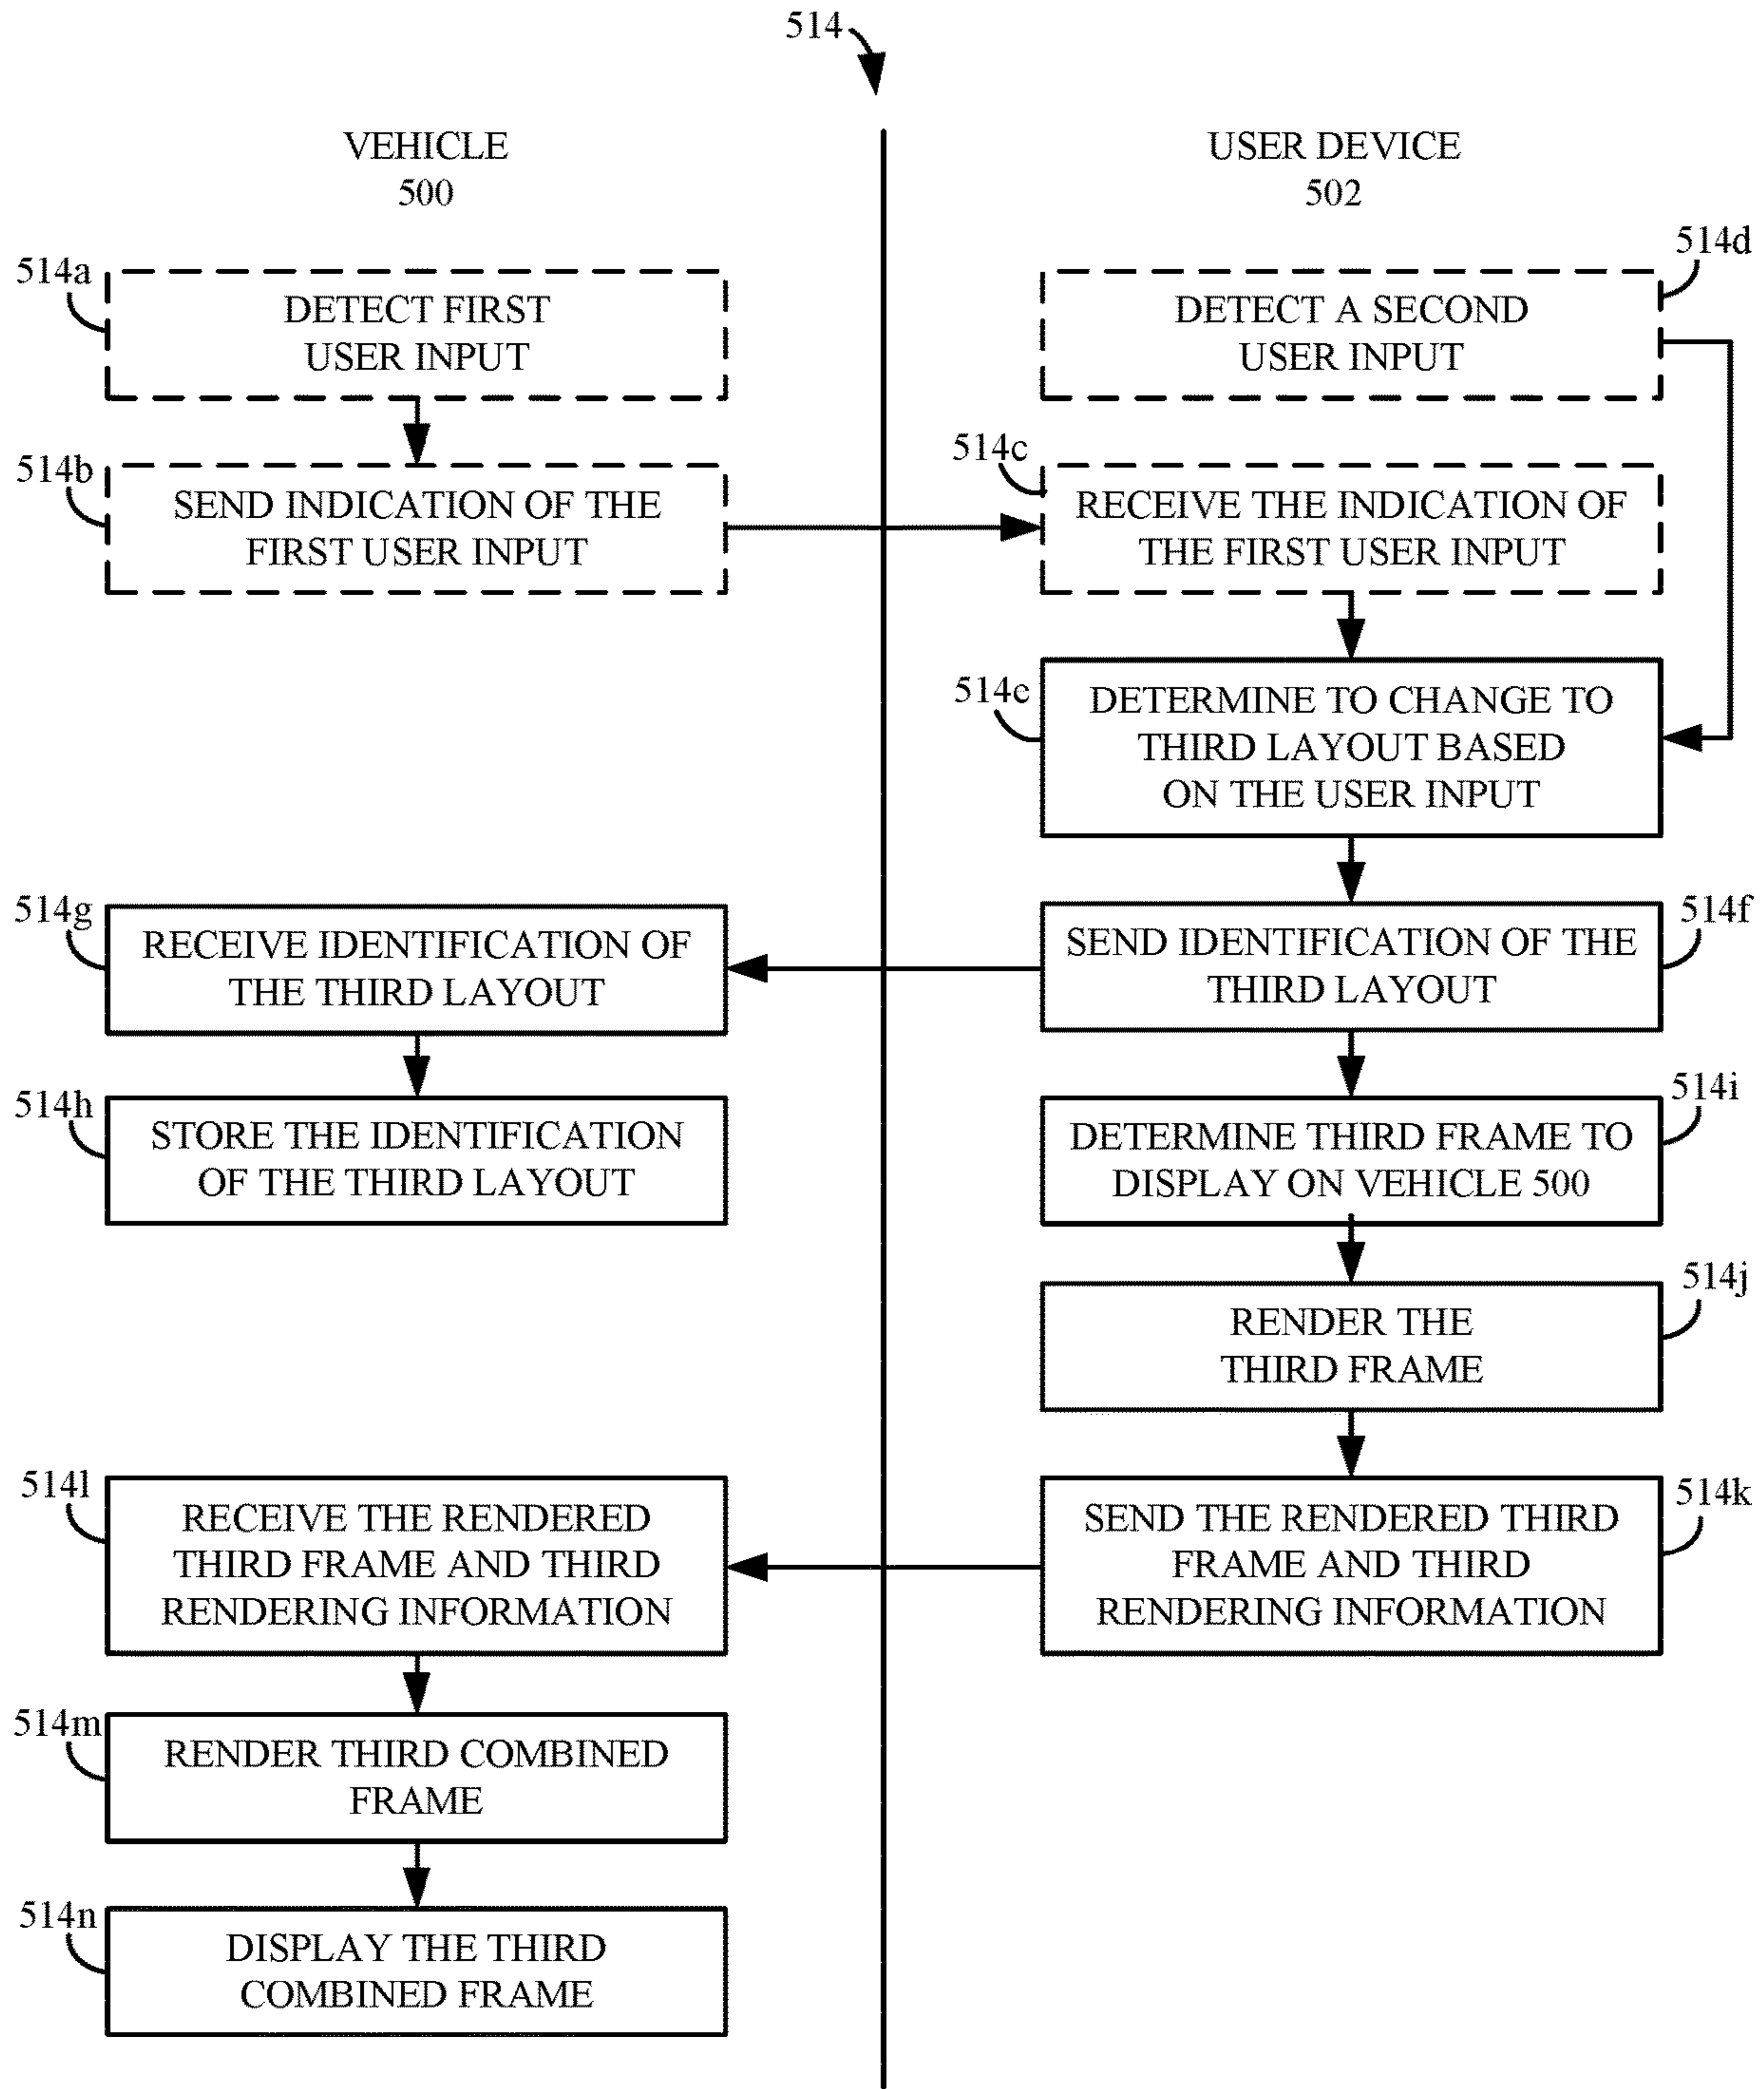 514
VEHICLE
500
USER DEVICE
502
514a
DETECT FIRST
USER INPUT
514d
DETECT A SECOND
USER INPUT
514b
SEND INDICATION OF THE
FIRST USER INPUT
514c
RECEIVE THE INDICATION OF
THE FIRST USER INPUT
514e
DETERMINE TO CHANGE TO
THIRD LAYOUT BASED
ON THE USER INPUT
514g
RECEIVE IDENTIFICATION OF
THE THIRD LAYOUT
514f
SEND IDENTIFICATION OF THE
THIRD LAYOUT
514h
STORE THE IDENTIFICATION
OF THE THIRD LAYOUT
514i
DETERMINE THIRD FRAME TO
DISPLAY ON VEHICLE 500
514j
RENDER THE
THIRD FRAME
514l
RECEIVE THE RENDERED
THIRD FRAME AND THIRD
RENDERING INFORMATION
514k
SEND THE RENDERED THIRD
FRAME AND THIRD
RENDERING INFORMATION
514m
RENDER THIRD COMBINED
FRAME
514n
DISPLAY THE THIRD
COMBINED FRAME